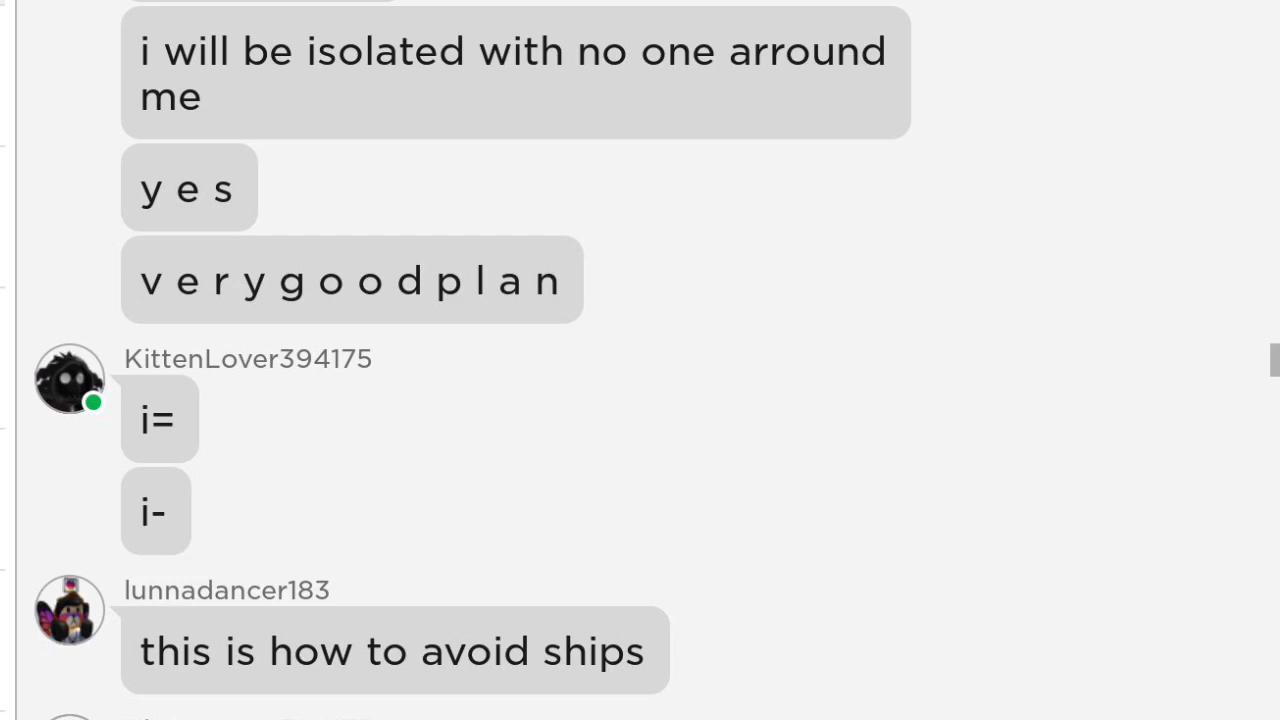 i will be isolated with no one arround
me
y e s
v e r y g o o d p l a n
KittenLover394175
i=
i-
lunnadancer183
this is how to avoid ships